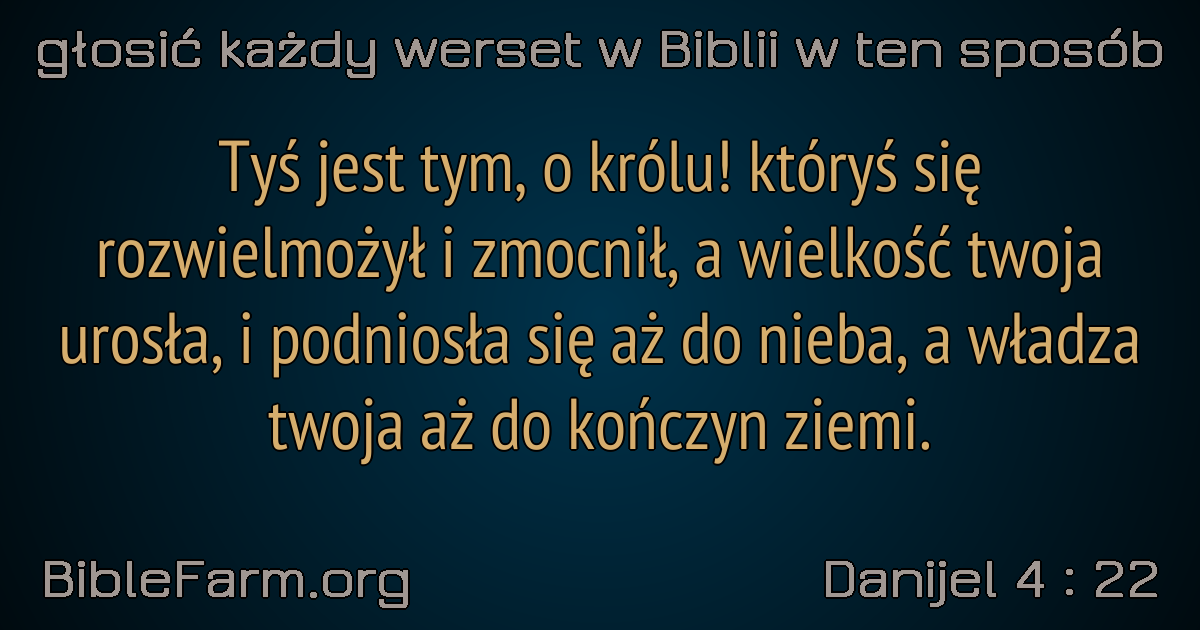 głosić każdy werset w Biblii w ten sposób
Tyś jest tym, o królu! któryś się
rozwielmożył i zmocnił, a wielkość twoja
urosła, i podniosła się aż do nieba, a władza
twoja aż do kończyn ziemi.
BibleFarm.org
Danijel 4 : 22